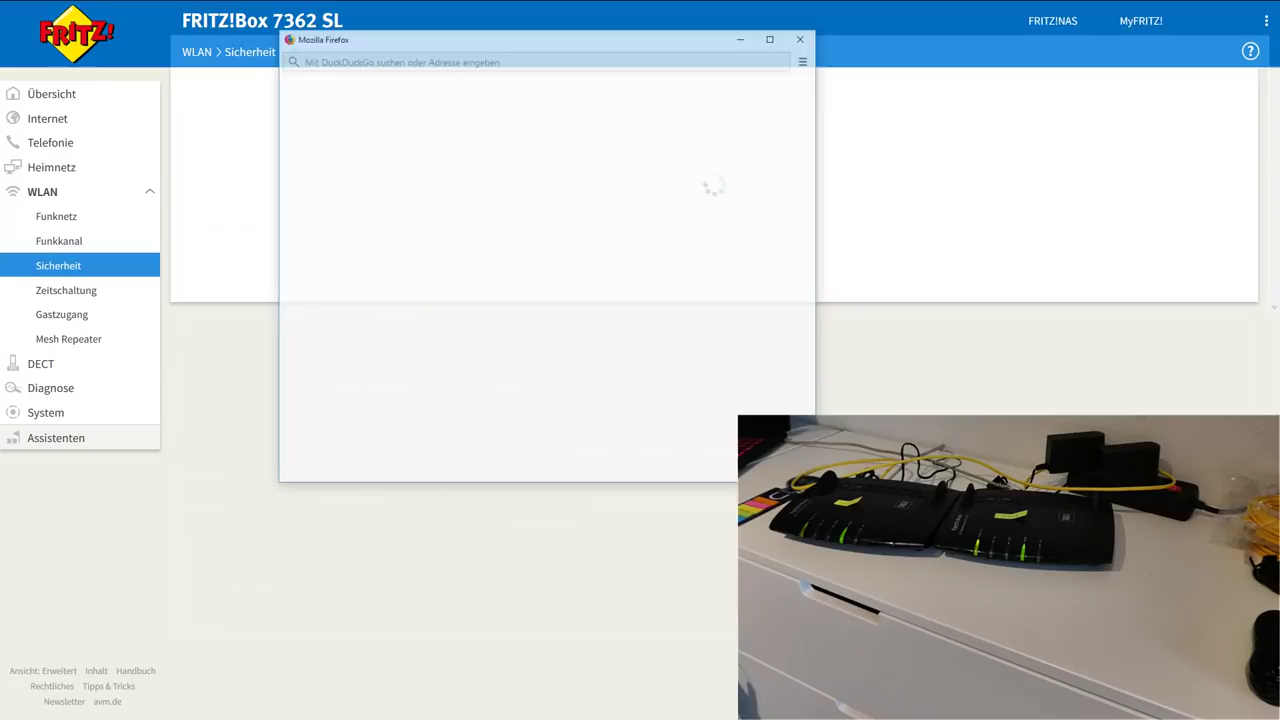 FRITZ!
FRITZ!Box 7362 SL
FRITZ!NAS
MyFRITZ!
WLAN > Sicherheit
Mozilla Firefox
Mit DuckDuckGo suchen oder Adresse eingeben
Übersicht
Internet
Telefonie
Heimnetz
WLAN
Funknetz
Funkkanal
Sicherheit
Zeitschaltung
Gastzugang
Mesh Repeater
DECT
Diagnose
System
Assistenten
Ansicht: Erweitert Inhalt Handbuch
Rechtliches Tipps & Tricks
Newsletter avm.de